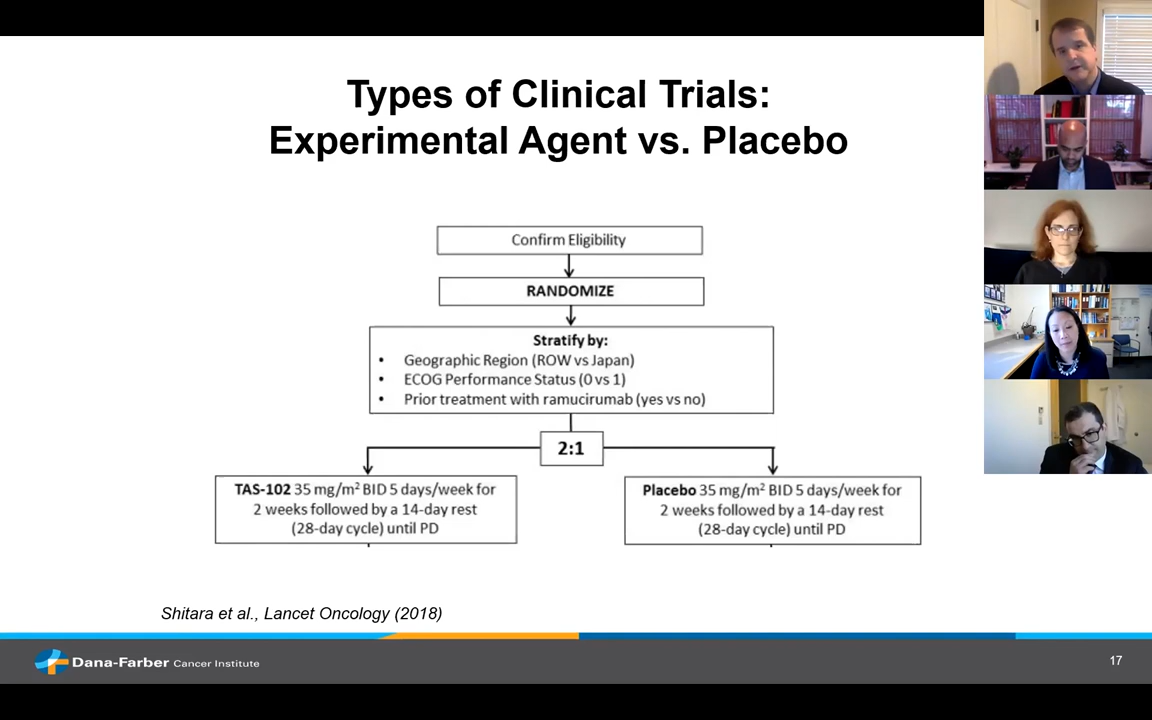 Types of Clinical Trials:
Experimental Agent vs. Placebo
Confirm Eligibility
RANDOMIZE
Stratify by:
• Geographic Region (ROW vs Japan)
• ECOG Performance Status (0 vs 1)
• Prior treatment with ramucirumab (yes vs no)
2:1
TAS-102 35 mg/m² BID 5 days/week for
2 weeks followed by a 14-day rest
(28-day cycle) until PD
Placebo 35 mg/m² BID 5 days/week for
2 weeks followed by a 14-day rest
(28-day cycle) until PD
Shitara et al., Lancet Oncology (2018)
Dana-Farber Cancer Institute
17